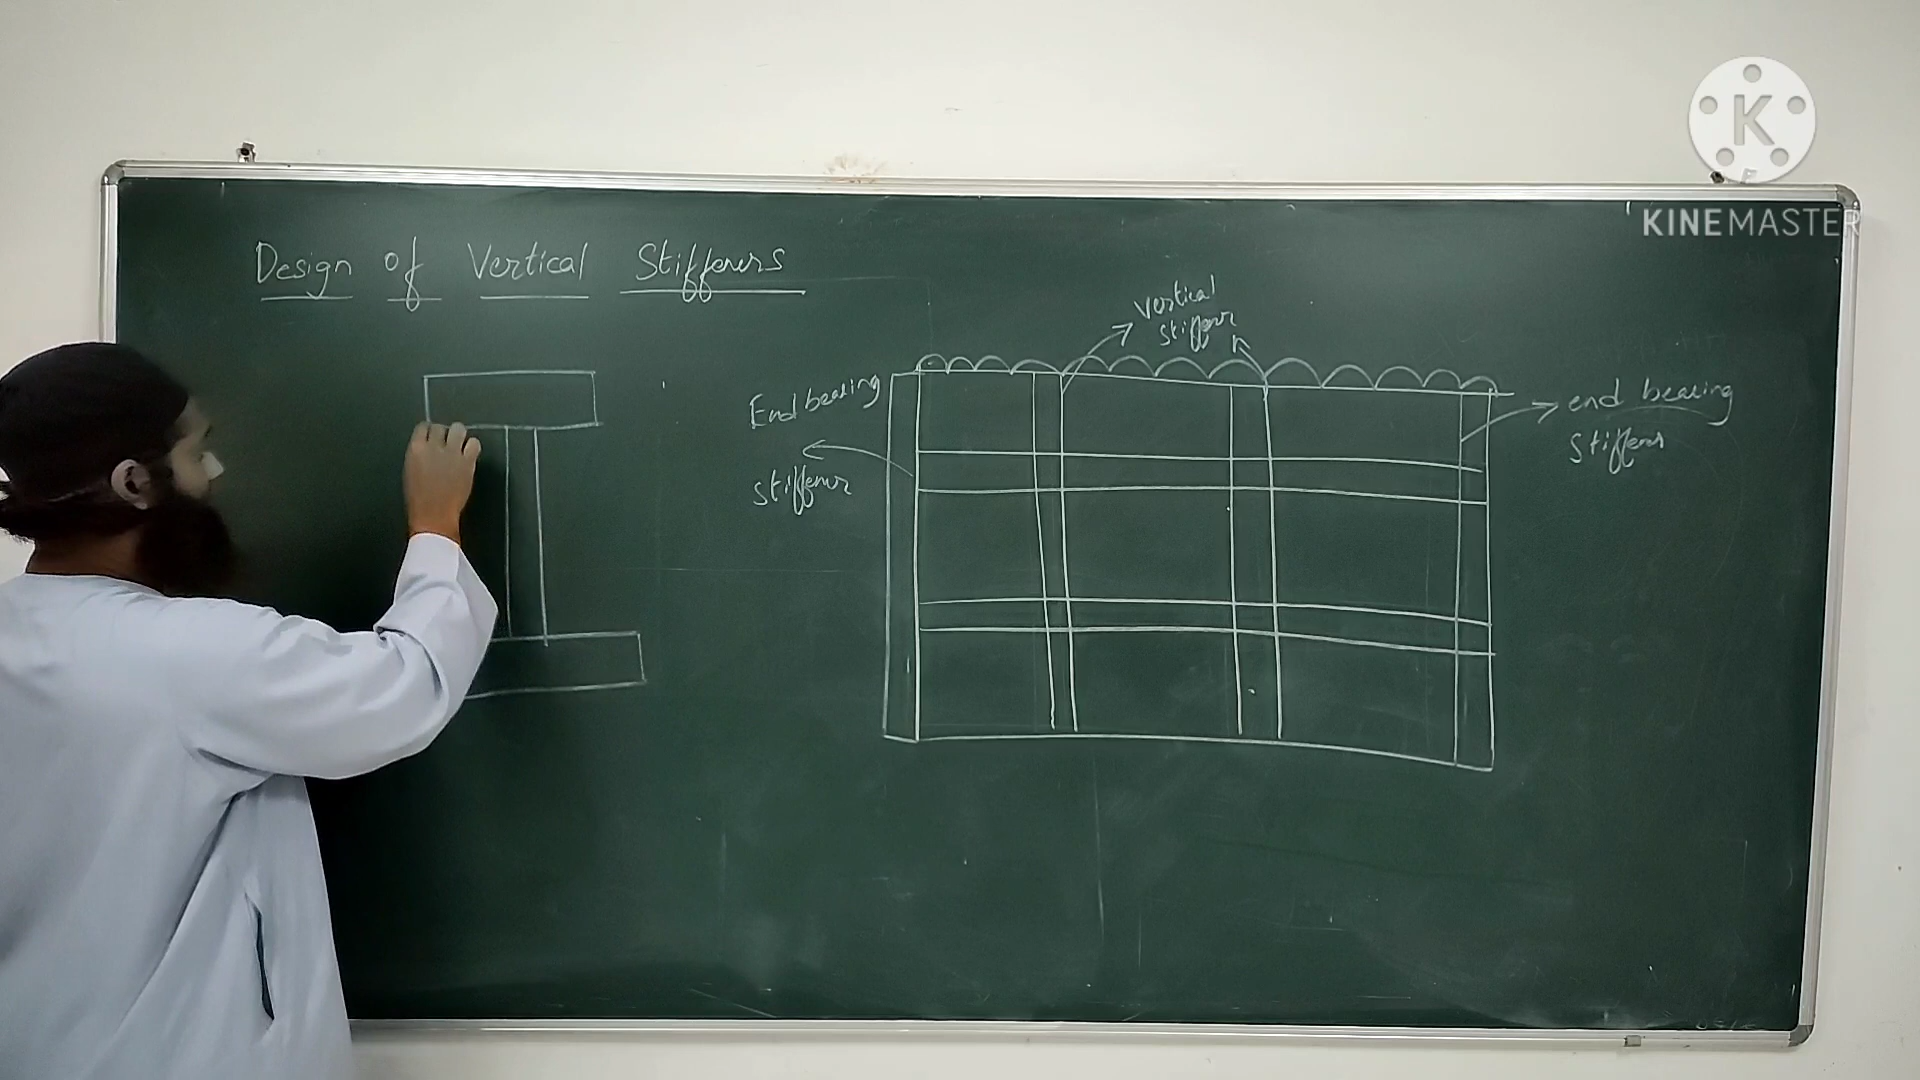 Design of Vertical Stiffeners
Vertical
Stiffener
End bearing
stiffener
end bearing
Stiffener
K
KINEMASTER